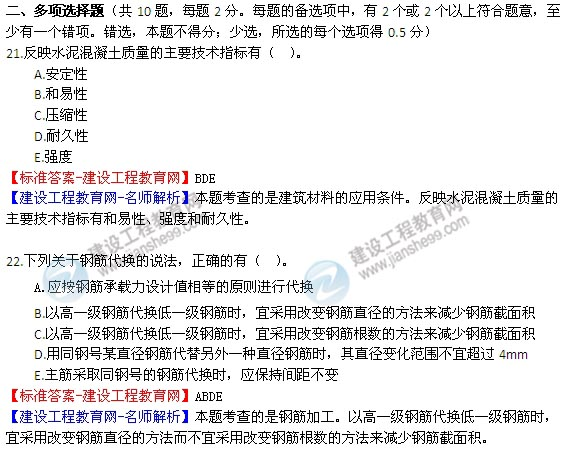 二、多项选择题（共 10 题，每题 2 分。每题的备选项中，有 2 个或 2 个以上符合题意，至
少有一个错项。错选，本题不得分；少选，所选的每个选项得 0.5 分）
21.反映水泥混凝土质量的主要技术指标有（ ）。
A.安定性
B.和易性
C.压缩性
D.耐久性
E.强度
【标准答案-建设工程教育网】BDE
【建设工程教育网-名师解析】本题考查的是建筑材料的应用条件。反映水泥混凝土质量的
主要技术指标有和易性、强度和耐久性。
建设工程教育网
www.jianshe99.com
建设工程教育网
www.jianshe99.com
22.下列关于钢筋代换的说法，正确的有（ ）。
A.应按钢筋承载力设计值相等的原则进行代换
B.以高一级钢筋代换低一级钢筋时，宜采用改变钢筋直径的方法来减少钢筋截面积
C.以高一级钢筋代换低一级钢筋时，宜采用改变钢筋根数的方法来减少钢筋截面积
D.用同钢号某直径钢筋代替另外一种直径钢筋时，其直径变化范围不宜超过 4mm
E.主筋采取同钢号的钢筋代换时，应保持间距不变
【标准答案-建设工程教育网】ABDE
【建设工程教育网-名师解析】本题考查的是钢筋加工。以高一级钢筋代换低一级钢筋时，
宜采用改变钢筋直径的方法而不宜采用改变钢筋根数的方法来减少钢筋截面积。